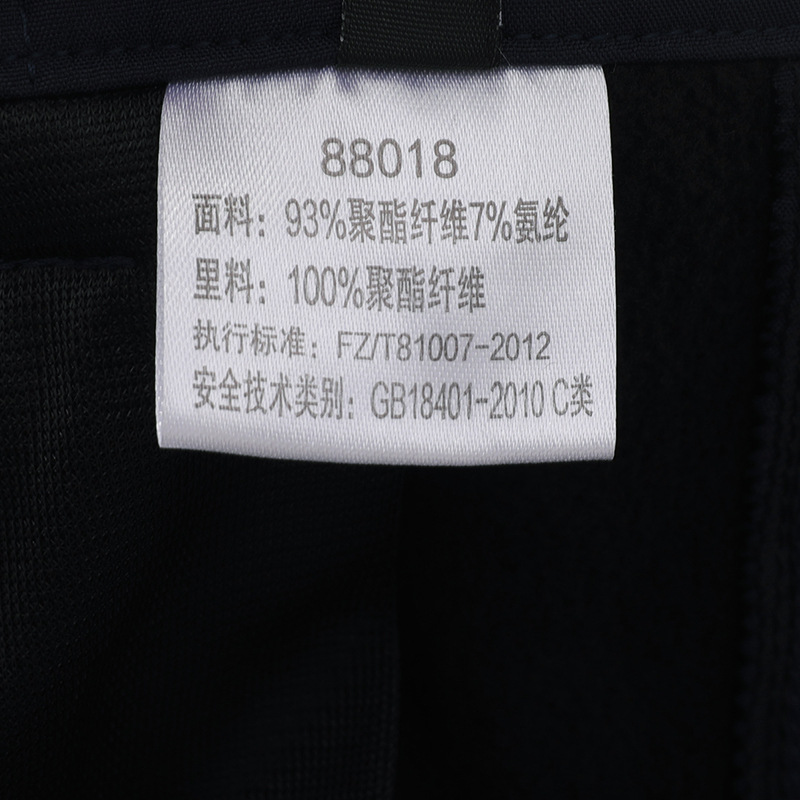 88018
面料：93%聚酯纤维7%氨纶
里料：100%聚酯纤维
执行标准：FZ/T81007-2012
安全技术类别：GB18401-2010 C类